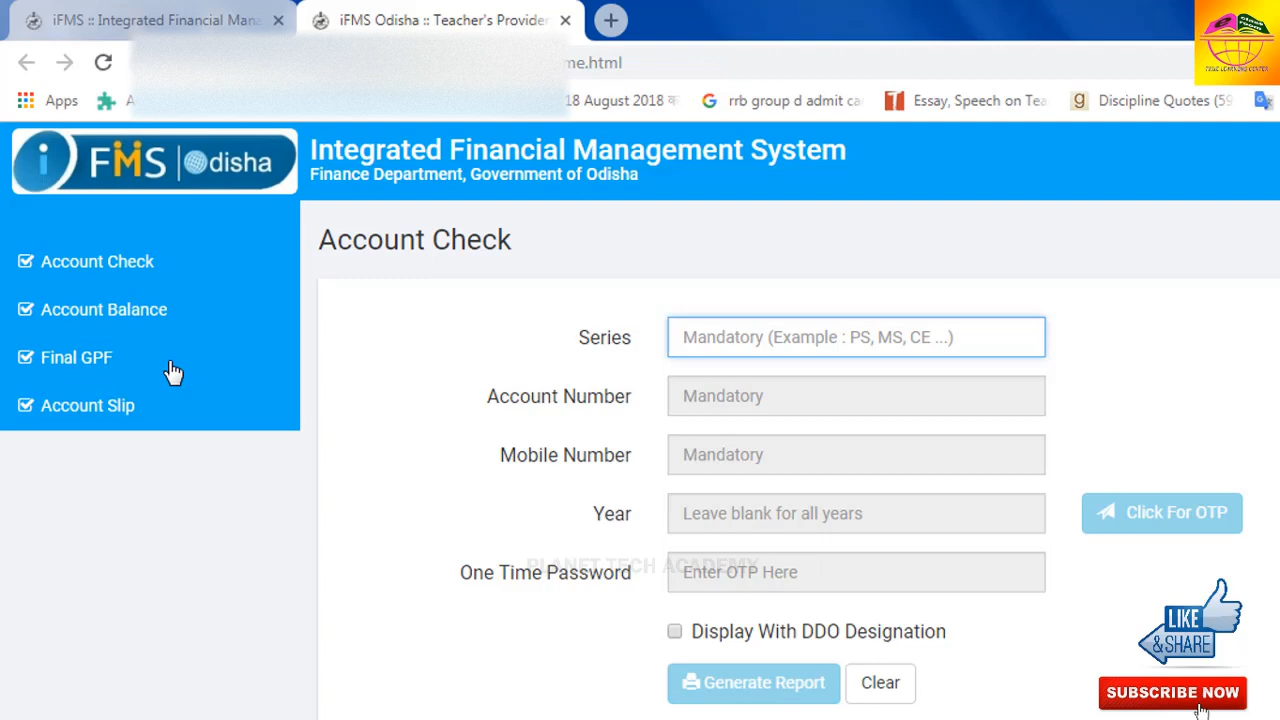 iFMS :: Integrated Financial Mana
iFMS Odisha :: Teacher's Provider
me.html
Apps
18 August 2018
rrb group d admit ca
Essay, Speech on Tea
Discipline Quotes (59
i FMS Odisha
Integrated Financial Management System
Finance Department, Government of Odisha
Account Check
Account Balance
Final GPF
Account Slip
Account Check
Series
Mandatory (Example : PS, MS, CE ...)
Account Number
Mandatory
Mobile Number
Mandatory
Year
Leave blank for all years
Click For OTP
PLANET TECH ACADEMY
One Time Password
Enter OTP Here
Display With DDO Designation
Generate Report
Clear
LIKE
& SHARE
SUBSCRIBE NOW